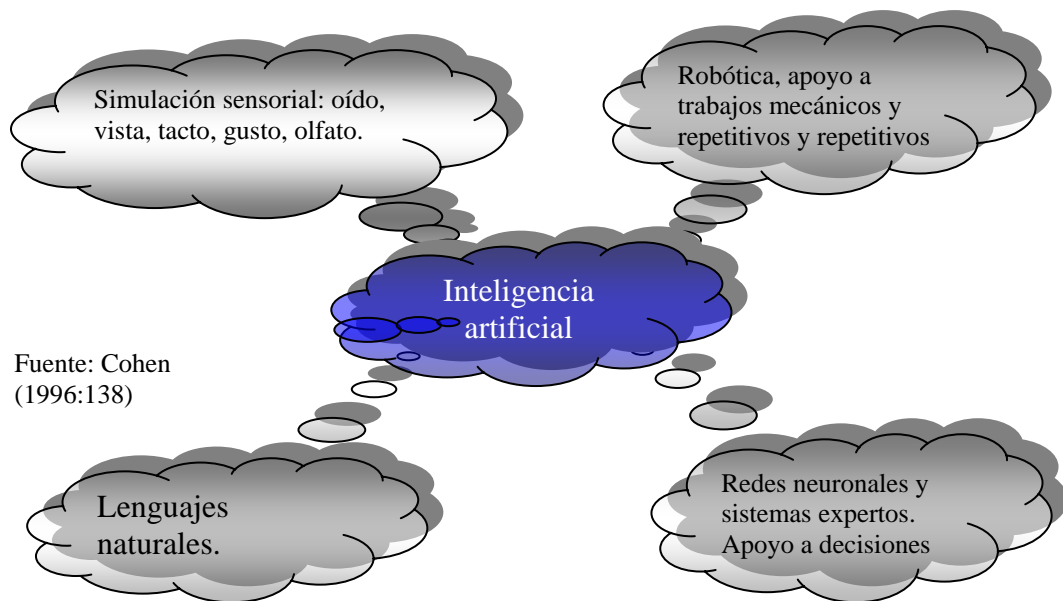 Simulación sensorial: oído,
vista, tacto, gusto, olfato.
Robótica, apoyo a
trabajos mecánicos y
repetitivos y repetitivos
Inteligencia
artificial
Fuente: Cohen
(1996:138)
Lenguajes
naturales.
Redes neuronales y
sistemas expertos.
Apoyo a decisiones